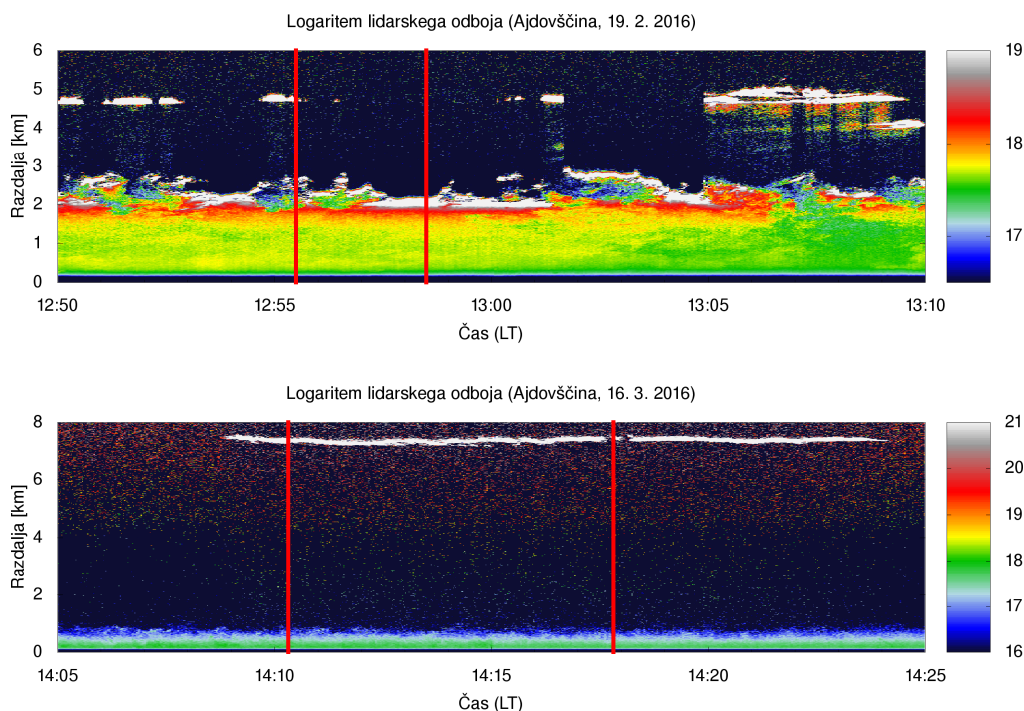 Logaritem lidarskega odboja (Ajdovščina, 19. 2. 2016)
6
5
4
3
2
1
0
Razdalja [km]
12:50 12:55 13:00 13:05 13:10
Čas (LT)
19
18
17
Logaritem lidarskega odboja (Ajdovščina, 16. 3. 2016)
8
6
4
2
0
Razdalja [km]
14:05 14:10 14:15 14:20 14:25
Čas (LT)
21
20
19
18
17
16